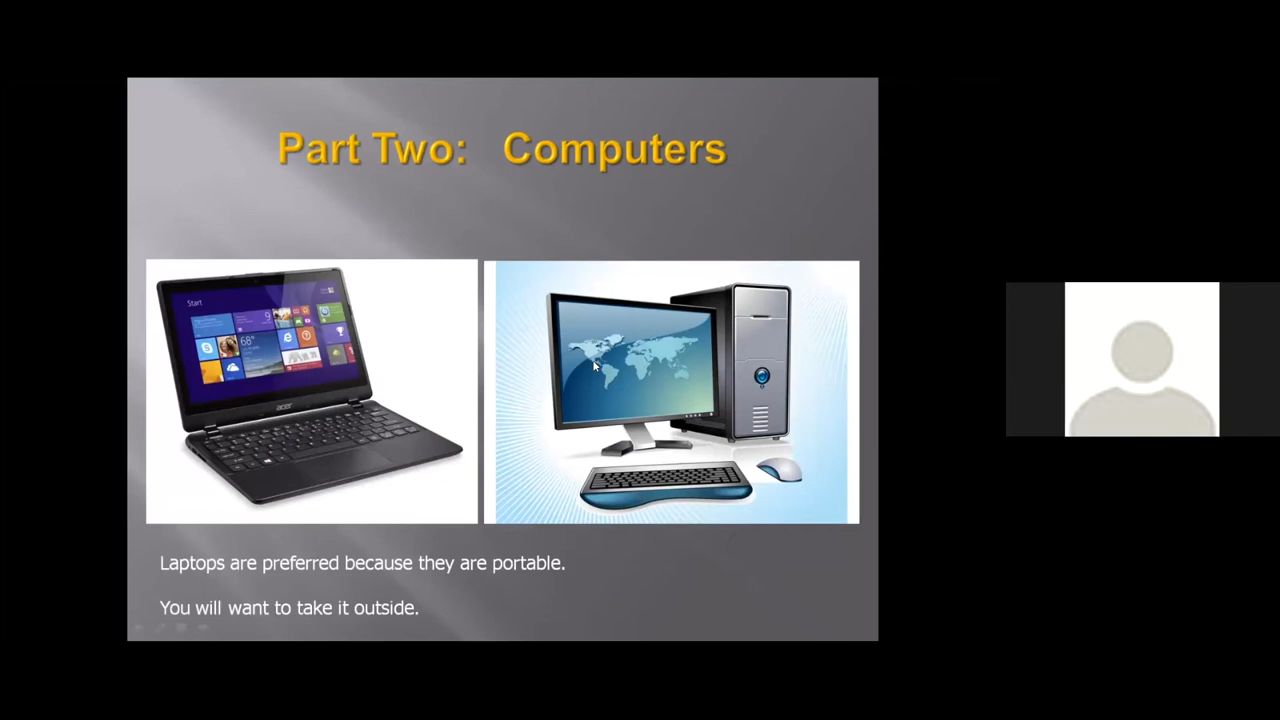 Part Two: Computers
Start
68°
acer
Laptops are preferred because they are portable.
You will want to take it outside.